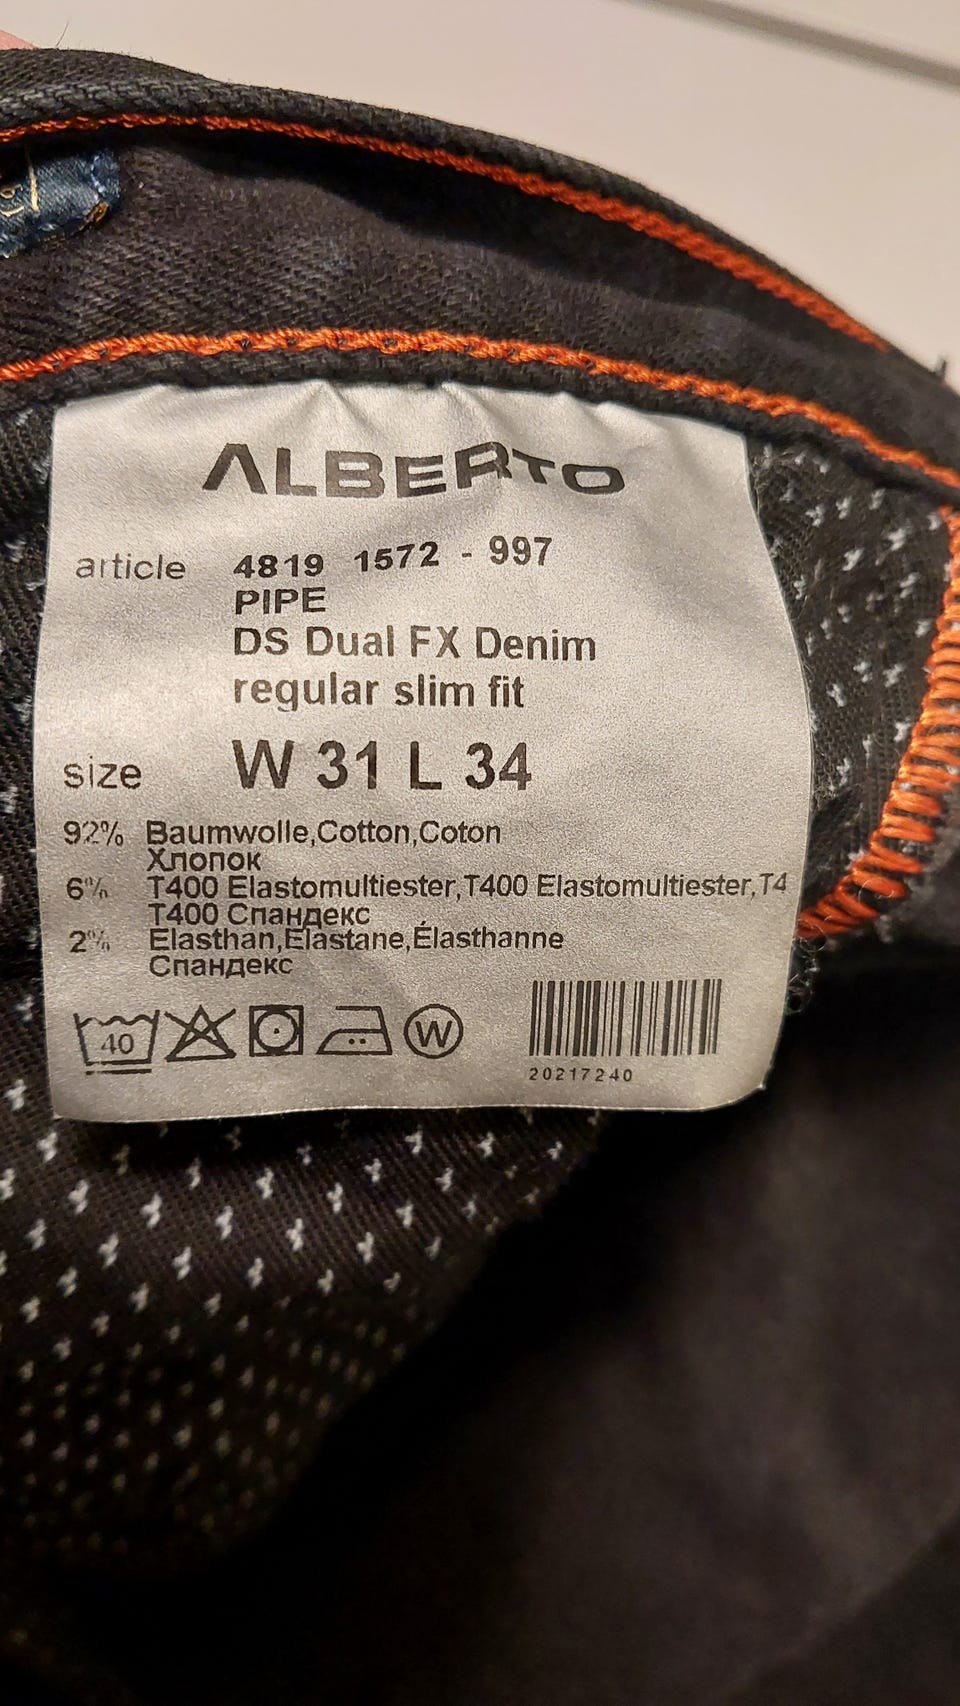 ALBERTO
article 4819 1572 - 997
PIPE
DS Dual FX Denim
regular slim fit
size W 31 L 34
92% Baumwolle,Cotton,Coton
Хлопок
6% T400 Elastomultiester,T400 Elastomultiester,T4
T400 Спандекс
2% Elasthan,Elastane,Élasthanne
Спандекс
40 W
20217240